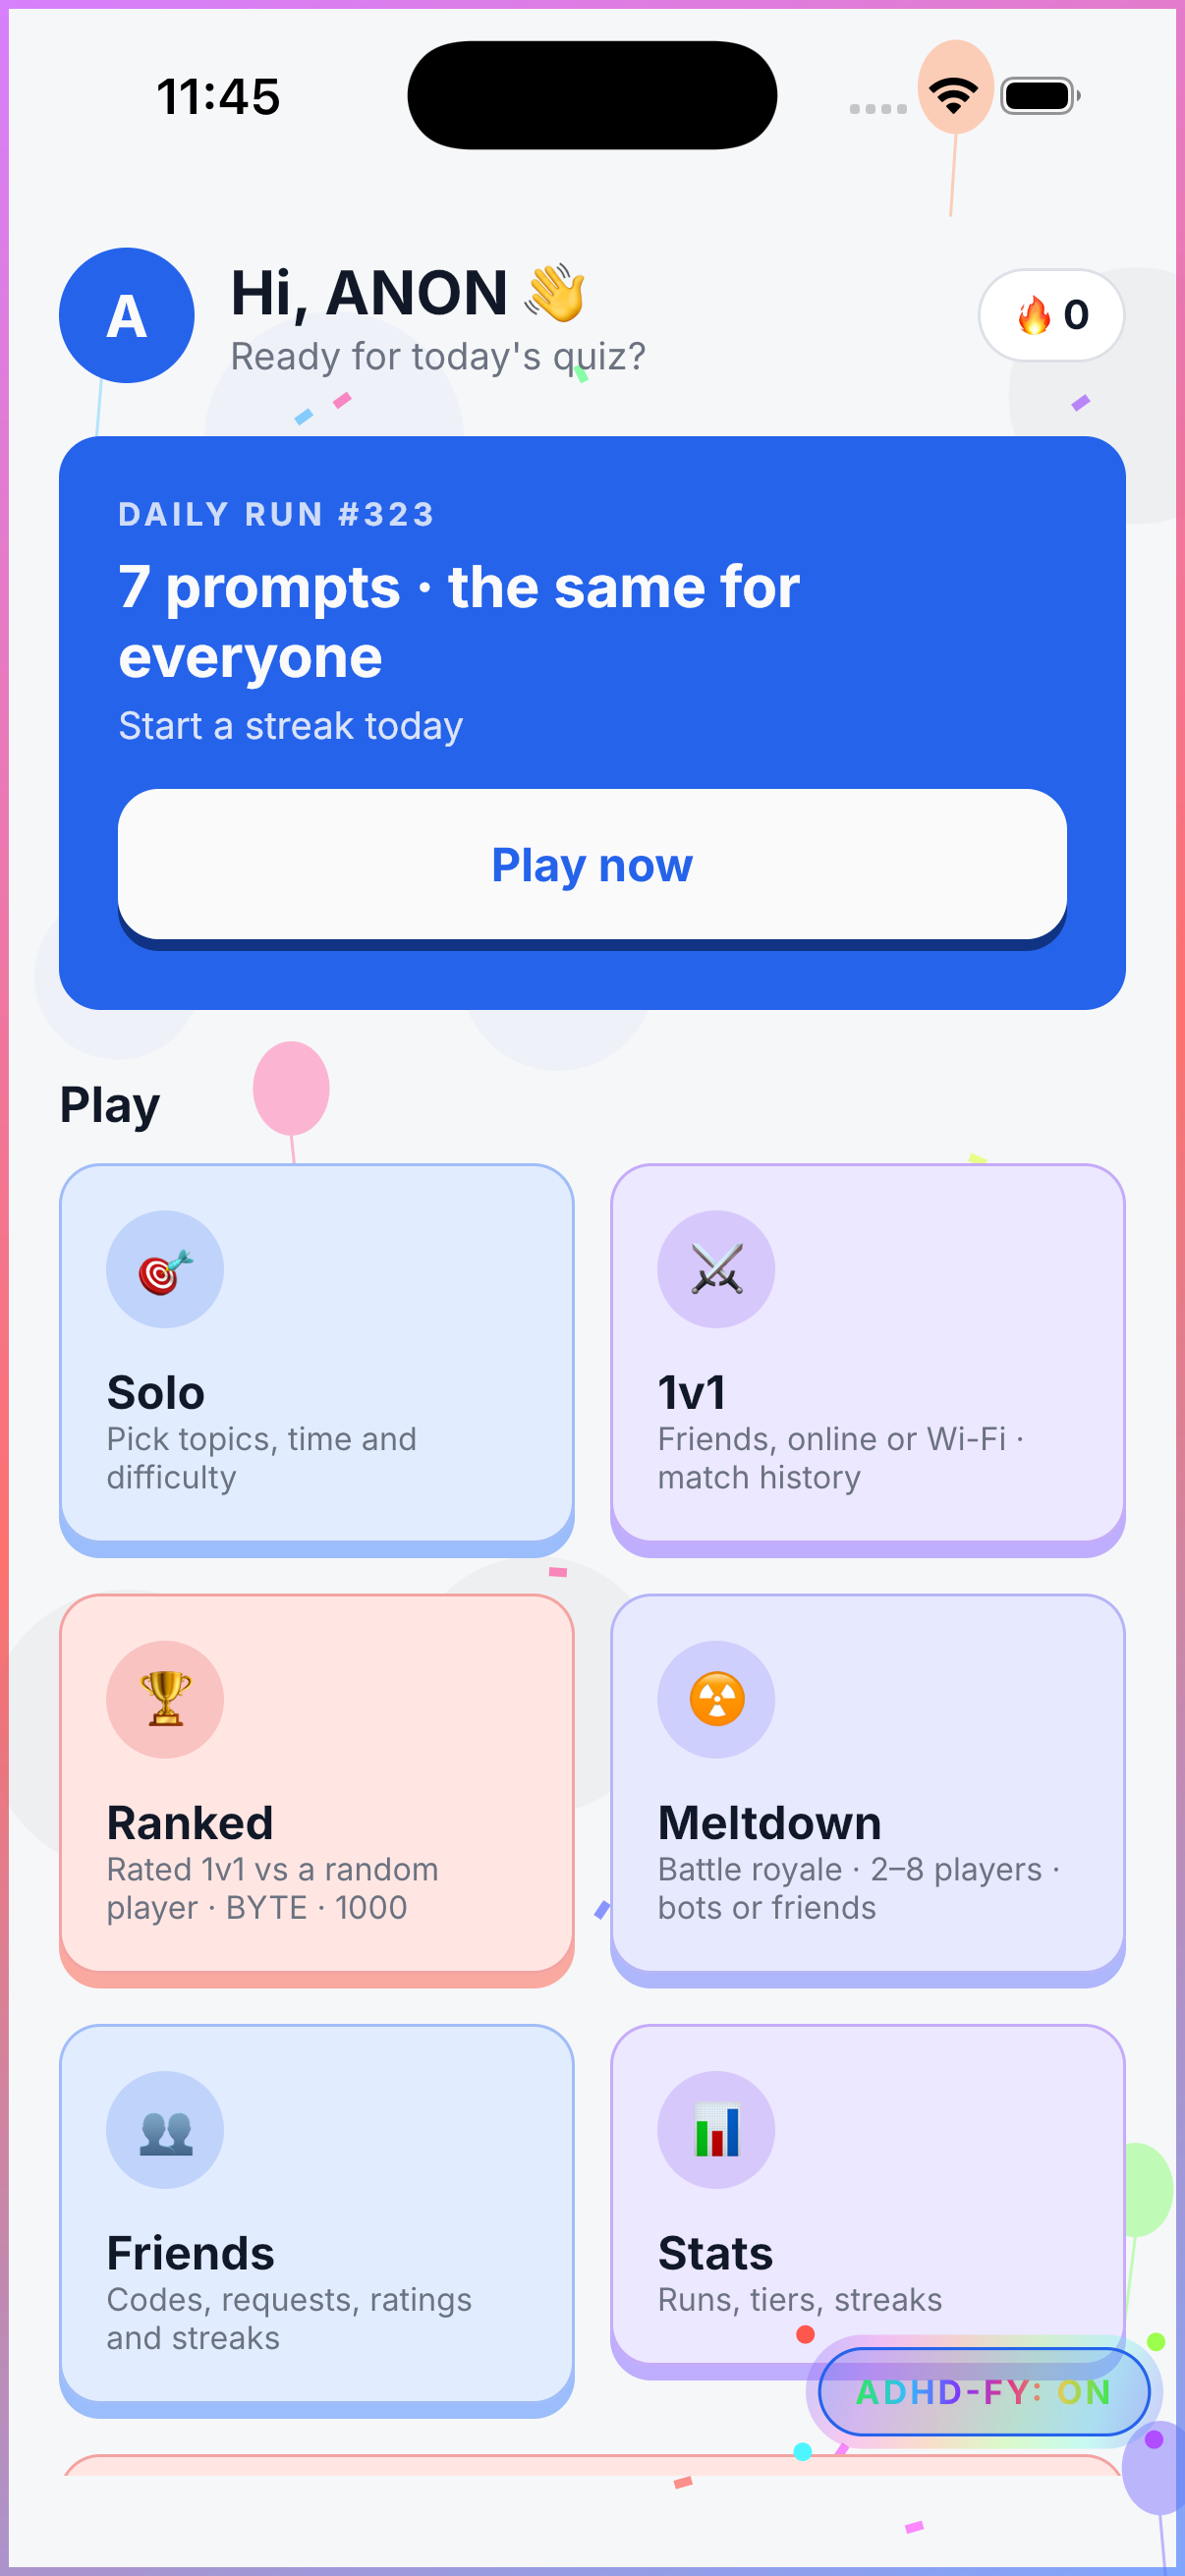 11:45
A
Hi, ANON 👋
Ready for today's quiz?
🔥 0
DAILY RUN #323
7 prompts · the same for
everyone
Start a streak today
Play now
Play
Solo
Pick topics, time and
difficulty
1v1
Friends, online or Wi-Fi ·
match history
Ranked
Rated 1v1 vs a random
player · BYTE · 1000
Meltdown
Battle royale · 2–8 players ·
bots or friends
Friends
Codes, requests, ratings
and streaks
Stats
Runs, tiers, streaks
ADHD-FY: ON